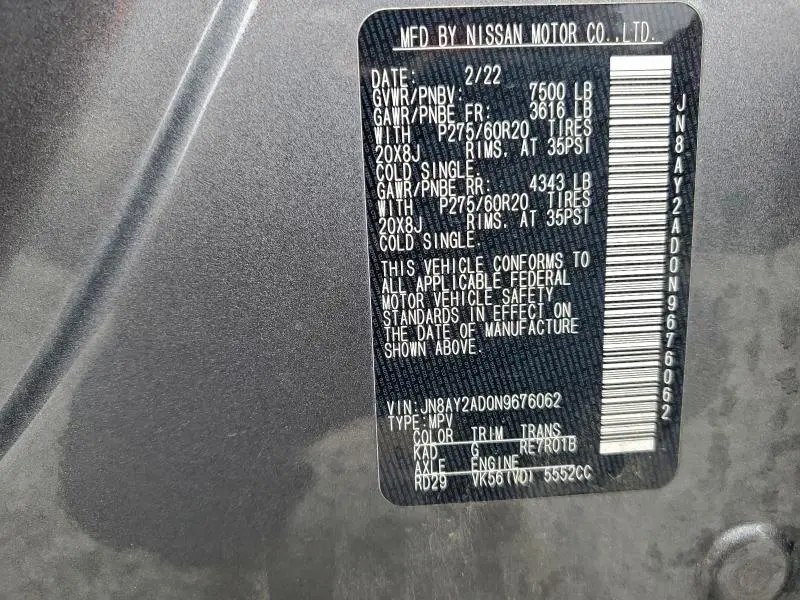 MFD BY NISSAN MOTOR CO.,LTD.
DATE: 2/22
GVWR/PNBV: 7500 LB
GAWR/PNBE FR: 3616 LB
WITH P275/60R20 TIRES
20X8J RIMS, AT 35PSI
COLD SINGLE.
GAWR/PNBE RR: 4343 LB
WITH P275/60R20 TIRES
20X8J RIMS, AT 35PSI
COLD SINGLE.
THIS VEHICLE CONFORMS TO
ALL APPLICABLE FEDERAL
MOTOR VEHICLE SAFETY
STANDARDS IN EFFECT ON
THE DATE OF MANUFACTURE
SHOWN ABOVE.
VIN:JN8AY2AD0N9676062
TYPE:MPV
COLOR TRIM TRANS
KAD G RE7R01B
AXLE ENGINE
RD29 VK56(VD) 5552CC
JN8AY2AD0N9676062